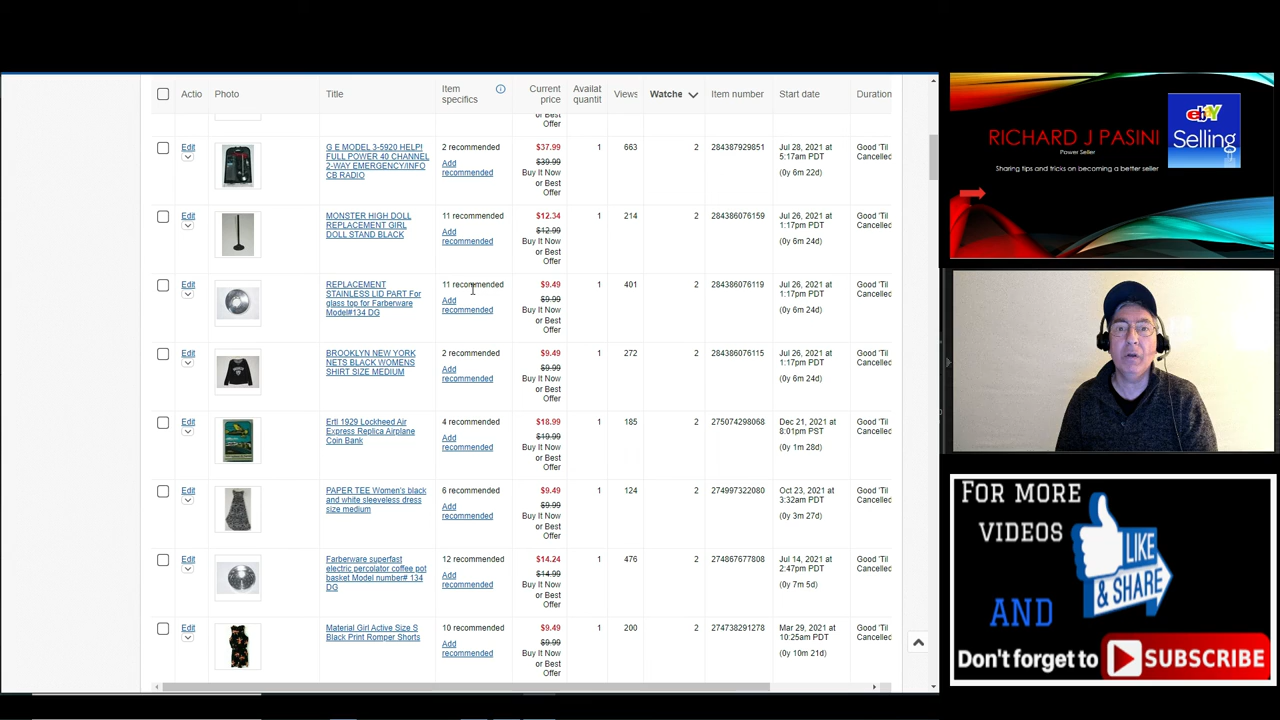 Actio
Photo
Title
Item
specifics
Current
price
Availat
quantit
Views
Watche
Item number
Start date
Duration
or Best
Offer
Edit
G E MODEL 3-5920 HELP!
FULL POWER 40 CHANNEL
2-WAY EMERGENCY/INFO
CB RADIO
2 recommended
Add
recommended
$37.99
$39.99
Buy It Now
or Best
Offer
1
663
2
284387929851
Jul 28, 2021 at
5:17am PDT
(0y 6m 22d)
Good 'Til
Cancelled
Edit
MONSTER HIGH DOLL
REPLACEMENT GIRL
DOLL STAND BLACK
11 recommended
Add
recommended
$12.34
$12.99
Buy It Now
or Best
Offer
1
214
2
284386076159
Jul 26, 2021 at
1:17pm PDT
(0y 6m 24d)
Good 'Til
Cancelled
Edit
REPLACEMENT
STAINLESS LID PART For
glass top for Farberware
Model#134 DG
11 recommended
Add
recommended
$9.49
$9.99
Buy It Now
or Best
Offer
1
401
2
284386076119
Jul 26, 2021 at
1:17pm PDT
(0y 6m 24d)
Good 'Til
Cancelled
Edit
BROOKLYN NEW YORK
NETS BLACK WOMENS
SHIRT SIZE MEDIUM
2 recommended
Add
recommended
$9.49
$9.99
Buy It Now
or Best
Offer
1
272
2
284386076115
Jul 26, 2021 at
1:17pm PDT
(0y 6m 24d)
Good 'Til
Cancelled
Edit
Ertl 1929 Lockheed Air
Express Replica Airplane
Coin Bank
4 recommended
Add
recommended
$18.99
$19.99
Buy It Now
or Best
Offer
1
185
2
275074298068
Dec 21, 2021 at
8:01pm PST
(0y 1m 28d)
Good 'Til
Cancelled
Edit
PAPER TEE Women's black
and white sleeveless dress
size medium
6 recommended
Add
recommended
$9.49
$9.99
Buy It Now
or Best
Offer
1
124
2
274997322080
Oct 23, 2021 at
3:32am PDT
(0y 3m 27d)
Good 'Til
Cancelled
Edit
Farberware superfast
electric percolator coffee pot
basket Model number# 134
DG
12 recommended
Add
recommended
$14.24
$14.99
Buy It Now
or Best
Offer
1
476
2
274867677808
Jul 14, 2021 at
2:47pm PDT
(0y 7m 5d)
Good 'Til
Cancelled
Edit
Material Girl Active Size S
Black Print Romper Shorts
10 recommended
Add
recommended
$9.49
$9.99
Buy It Now
or Best
Offer
1
200
2
274738291278
Mar 29, 2021 at
10:25am PDT
(0y 10m 21d)
Good 'Til
Cancelled
RICHARD J PASINI
Power Seller
Sharing tips and tricks on becoming a better seller
ebay
Selling
FOR MORE
VIDEOS
AND
LIKE
& SHARE
Don't forget to
SUBSCRIBE